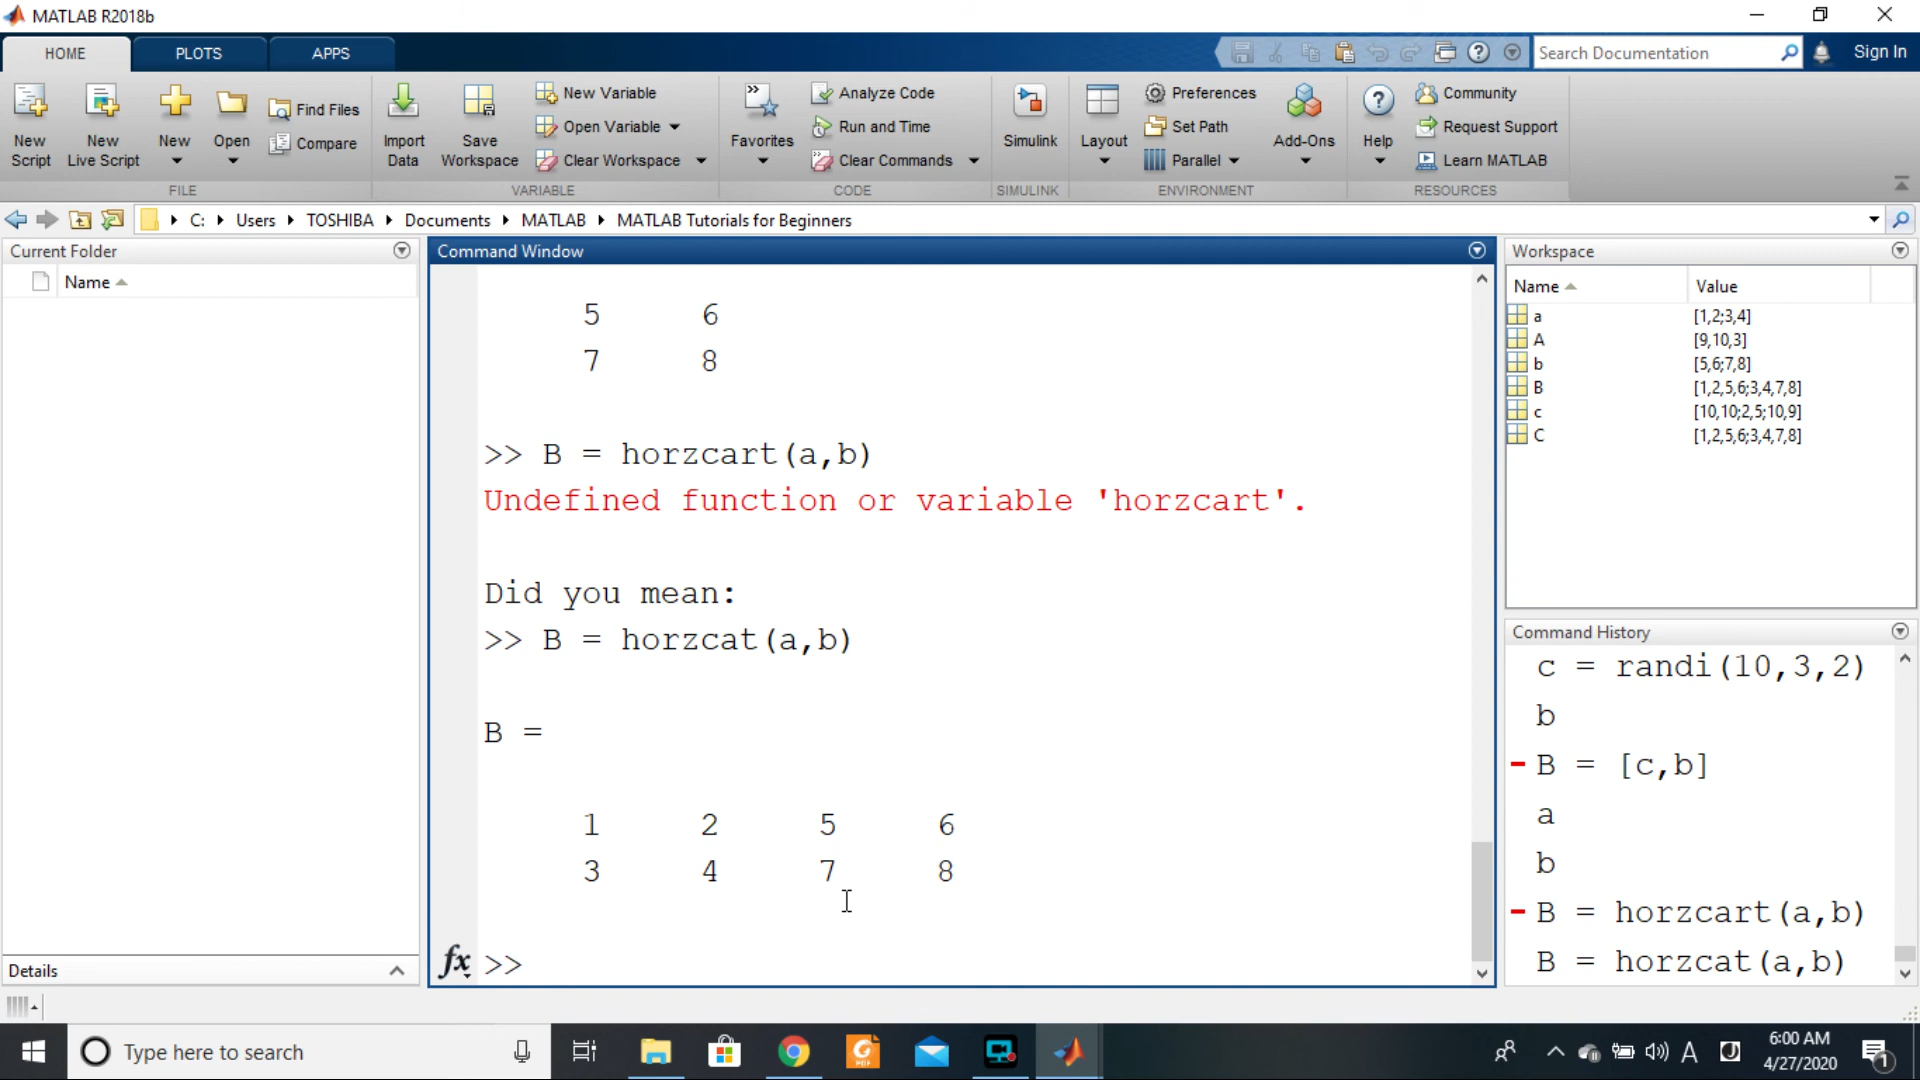 MATLAB R2018b
HOME PLOTS APPS
Search Documentation Sign In
New Script
New Live Script
New
Open
Find Files
Compare
Import Data
Save Workspace
New Variable
Open Variable
Clear Workspace
Favorites
Analyze Code
Run and Time
Clear Commands
Simulink
Layout
Preferences
Set Path
Parallel
Add-Ons
Help
Community
Request Support
Learn MATLAB
FILE VARIABLE CODE SIMULINK ENVIRONMENT RESOURCES
C: Users TOSHIBA Documents MATLAB MATLAB Tutorials for Beginners
Current Folder
Name
Details
Command Window
5 6
7 8
>> B = horzcart(a,b)
Undefined function or variable 'horzcart'.
Did you mean:
>> B = horzcat(a,b)
B =
1 2 5 6
3 4 7 8
fx >>
Workspace
Name Value
a [1,2;3,4]
A [9,10,3]
b [5,6;7,8]
B [1,2,5,6;3,4,7,8]
c [10,10;2,5;10,9]
C [1,2,5,6;3,4,7,8]
Command History
c = randi(10,3,2)
b
B = [c,b]
a
b
B = horzcart(a,b)
B = horzcat(a,b)
Type here to search
PDF
A
J
6:00 AM
4/27/2020
1